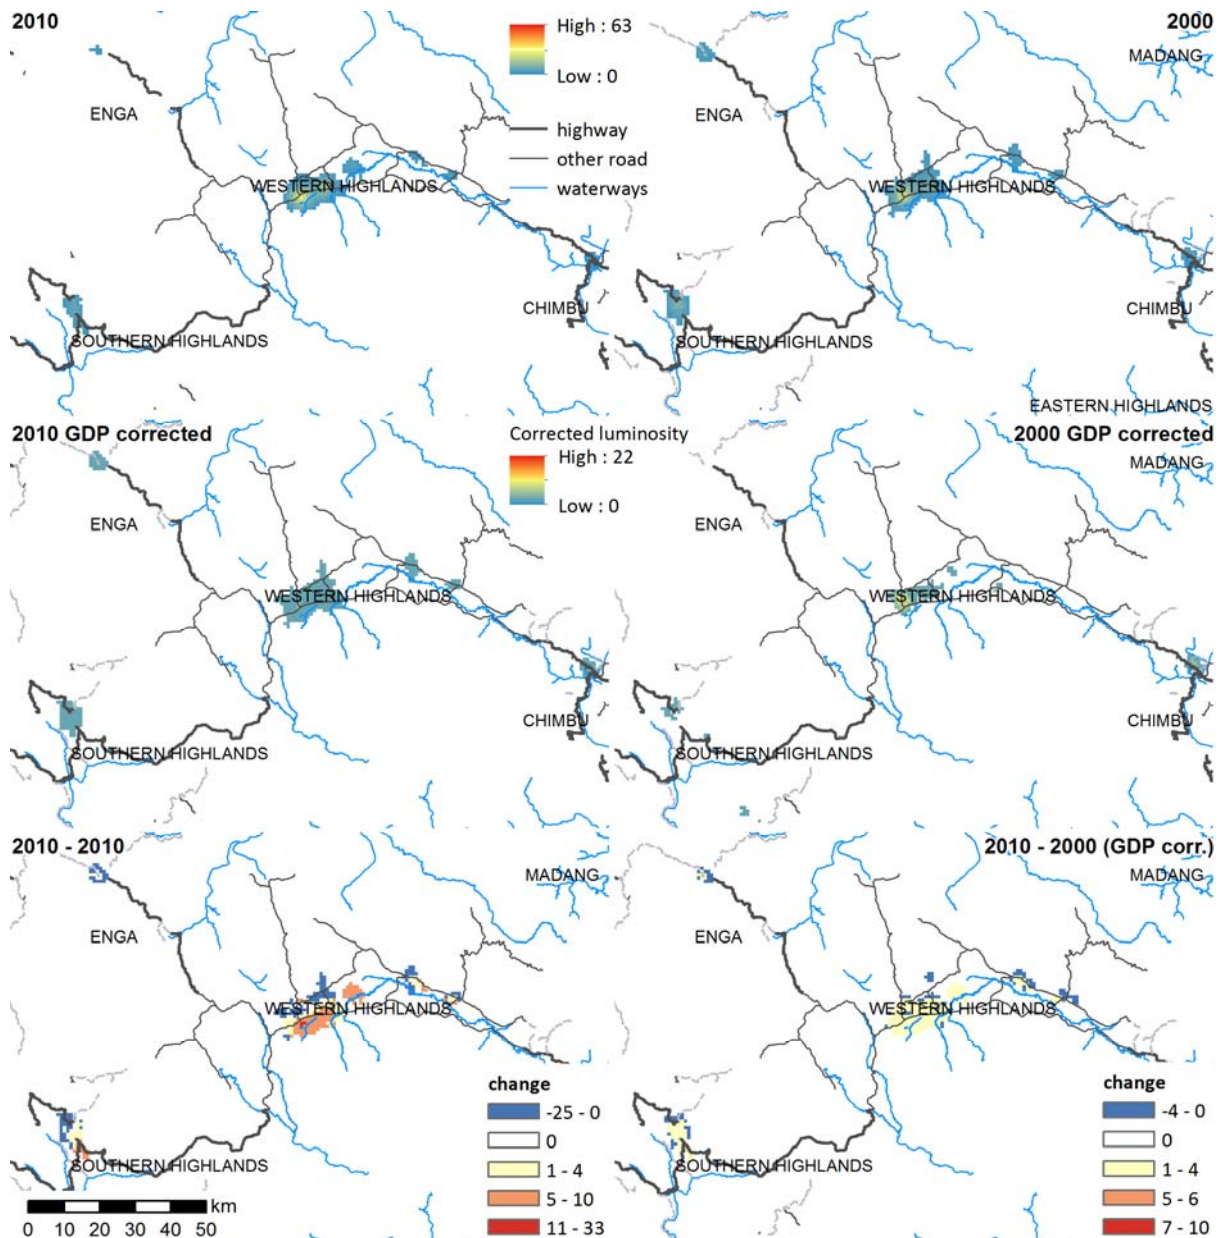 2010
High : 63
Low : 0
highway
other road
waterways
ENGA
WESTERN HIGHLANDS
CHIMBU
SOUTHERN HIGHLANDS
2000
MADANG
ENGA
WESTERN HIGHLANDS
CHIMBU
SOUTHERN HIGHLANDS
EASTERN HIGHLANDS
2010 GDP corrected
Corrected luminosity
High : 22
Low : 0
ENGA
WESTERN HIGHLANDS
CHIMBU
SOUTHERN HIGHLANDS
2000 GDP corrected
MADANG
ENGA
WESTERN HIGHLANDS
CHIMBU
SOUTHERN HIGHLANDS
2010 - 2010
MADANG
ENGA
WESTERN HIGHLANDS
SOUTHERN HIGHLANDS
change
-25 - 0
0
1 - 4
5 - 10
11 - 33
km
0 10 20 30 40 50
2010 - 2000 (GDP corr.)
MADANG
ENGA
WESTERN HIGHLANDS
SOUTHERN HIGHLANDS
change
-4 - 0
0
1 - 4
5 - 6
7 - 10